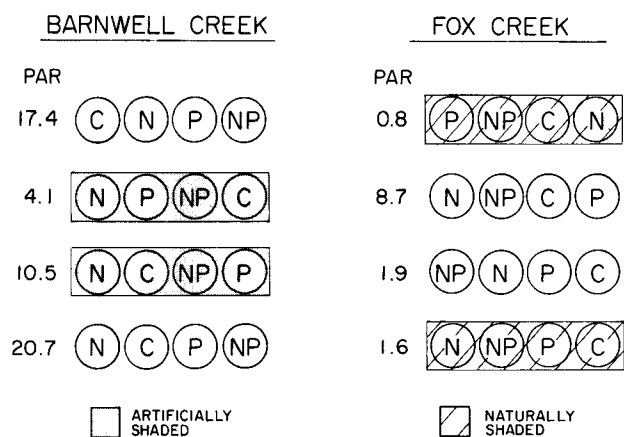 BARNWELL CREEK
PAR
17.4 C N P NP
4.1 N P NP C
10.5 N C NP P
20.7 N C P NP
ARTIFICIALLY
SHADED
FOX CREEK
PAR
0.8 P NP C N
8.7 N NP C P
1.9 NP N P C
1.6 N NP P C
NATURALLY
SHADED